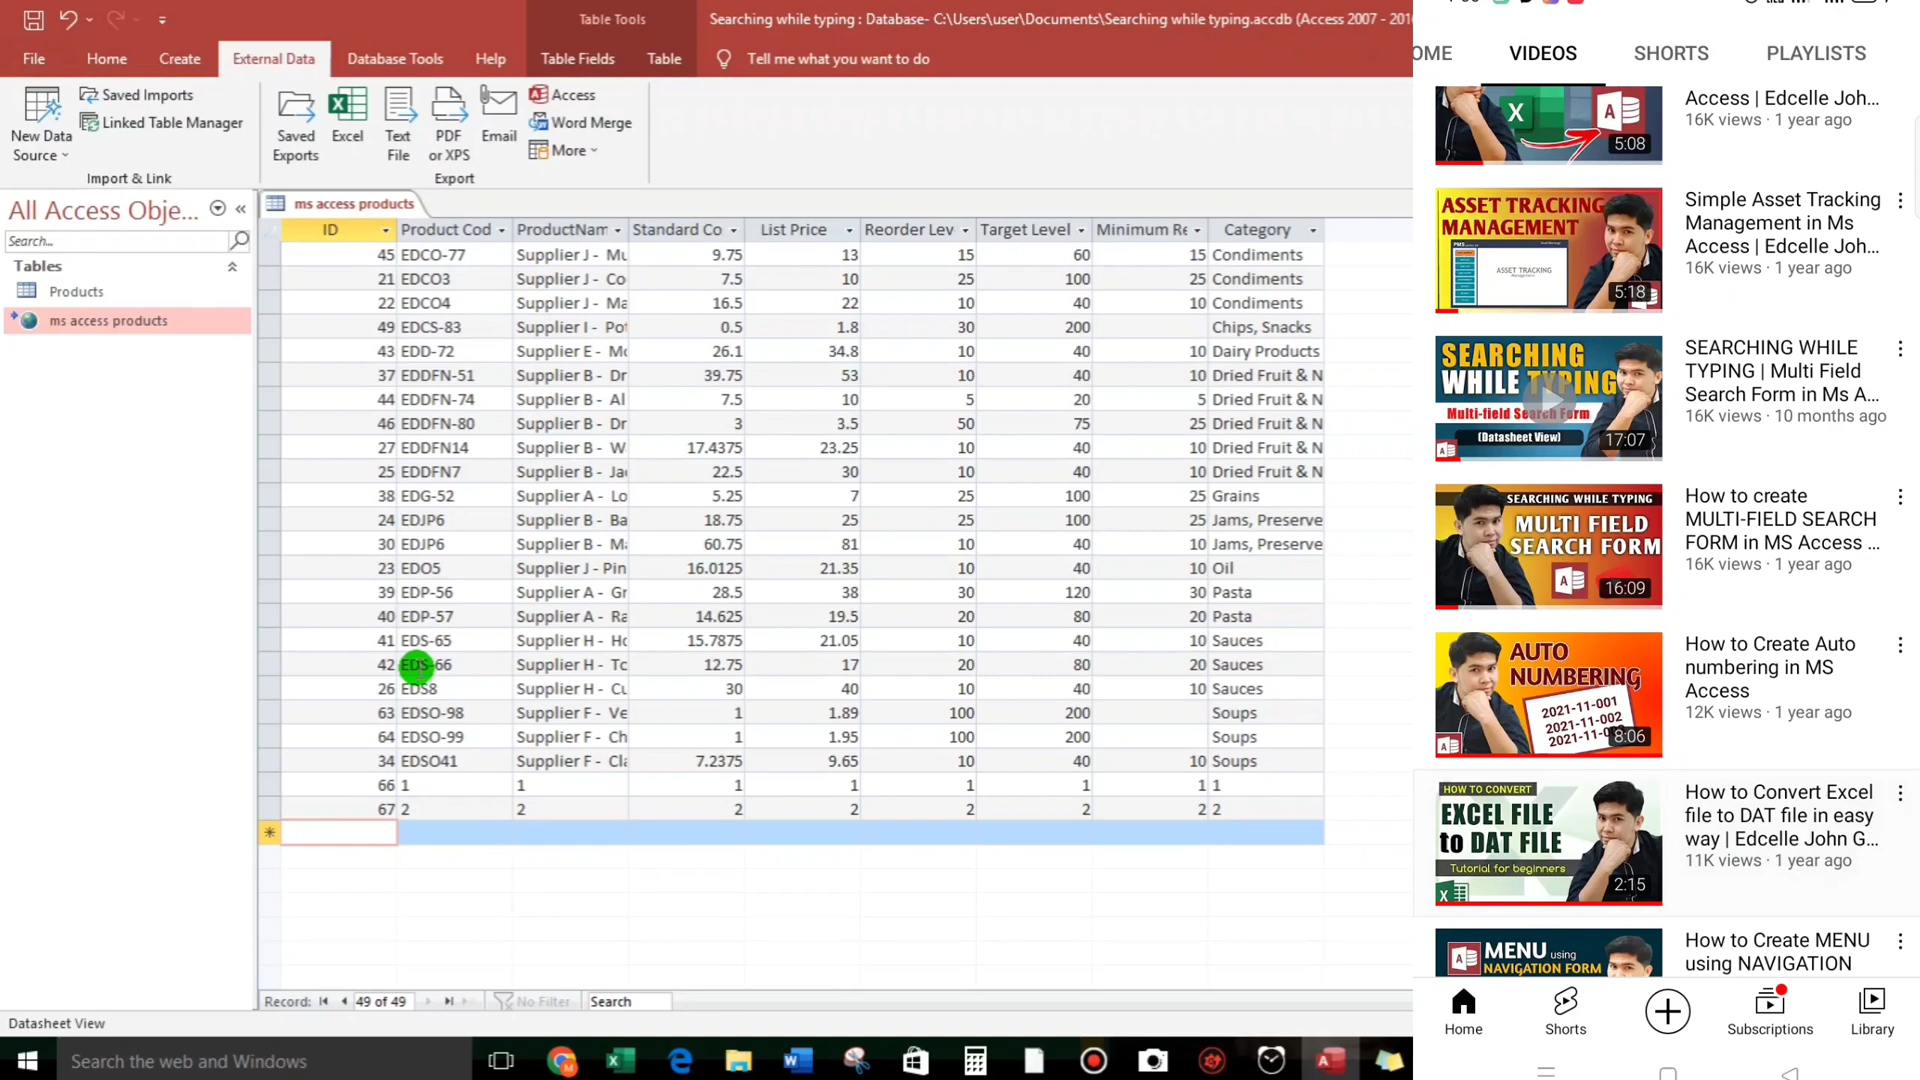 Table Tools
Searching while typing : Database- C:\Users\user\Documents\Searching while typing.accdb (Access 2007 - 201
File Home Create External Data Database Tools Help Table Fields Table Tell me what you want to do
New Data Source
Saved Imports
Linked Table Manager
Import & Link
Saved Exports
Excel
Text File
PDF or XPS
Email
Access
Word Merge
More
Export
All Access Obje...
Search...
Tables
Products
ms access products
ms access products
ID Product Cod ProductNam Standard Co List Price Reorder Lev Target Level Minimum Re Category
45 EDCO-77 Supplier J - Mu 9.75 13 15 60 15 Condiments
21 EDCO3 Supplier J - Co 7.5 10 25 100 25 Condiments
22 EDCO4 Supplier J - Ma 16.5 22 10 40 10 Condiments
49 EDCS-83 Supplier I - Pot 0.5 1.8 30 200 Chips, Snacks
43 EDD-72 Supplier E - Mo 26.1 34.8 10 40 10 Dairy Products
37 EDDFN-51 Supplier B - Dr 39.75 53 10 40 10 Dried Fruit & N
44 EDDFN-74 Supplier B - Al 7.5 10 5 20 5 Dried Fruit & N
46 EDDFN-80 Supplier B - Dr 3 3.5 50 75 25 Dried Fruit & N
27 EDDFN14 Supplier B - W 17.4375 23.25 10 40 10 Dried Fruit & N
25 EDDFN7 Supplier B - Jac 22.5 30 10 40 10 Dried Fruit & N
38 EDG-52 Supplier A - Lo 5.25 7 25 100 25 Grains
24 EDJP6 Supplier B - Ba 18.75 25 25 100 25 Jams, Preserve
30 EDJP6 Supplier B - Ma 60.75 81 10 40 10 Jams, Preserve
23 EDO5 Supplier J - Pin 16.0125 21.35 10 40 10 Oil
39 EDP-56 Supplier A - Gr 28.5 38 30 120 30 Pasta
40 EDP-57 Supplier A - Ra 14.625 19.5 20 80 20 Pasta
41 EDS-65 Supplier H - Ho 15.7875 21.05 10 40 10 Sauces
42 EDS-66 Supplier H - To 12.75 17 20 80 20 Sauces
26 EDS8 Supplier H - Cu 30 40 10 40 10 Sauces
63 EDSO-98 Supplier F - Ve 1 1.89 100 200 Soups
64 EDSO-99 Supplier F - Ch 1 1.95 100 200 Soups
34 EDSO41 Supplier F - Cla 7.2375 9.65 10 40 10 Soups
66 1 1 1 1 1 1 1 1
67 2 2 2 2 2 2 2 2
Record: 49 of 49 No Filter Search
Datasheet View
Search the web and Windows
OME VIDEOS SHORTS PLAYLISTS
5:08
Access | Edcelle Joh...
16K views · 1 year ago
ASSET TRACKING
MANAGEMENT
ASSET TRACKING
5:18
Simple Asset Tracking
Management in Ms
Access | Edcelle Joh...
16K views · 1 year ago
SEARCHING
WHILE TYPING
Multi-field Search Form
(Datasheet View)
17:07
SEARCHING WHILE
TYPING | Multi Field
Search Form in Ms A...
16K views · 10 months ago
SEARCHING WHILE TYPING
MULTI FIELD
SEARCH FORM
16:09
How to create
MULTI-FIELD SEARCH
FORM in MS Access ...
16K views · 1 year ago
AUTO
NUMBERING
2021-11-001
2021-11-002
8:06
How to Create Auto
numbering in MS
Access
12K views · 1 year ago
HOW TO CONVERT
EXCEL FILE
to DAT FILE
Tutorial for beginners
2:15
How to Convert Excel
file to DAT file in easy
way | Edcelle John G...
11K views · 1 year ago
MENU using
NAVIGATION FORM
How to Create MENU
using NAVIGATION
Home Shorts Subscriptions Library